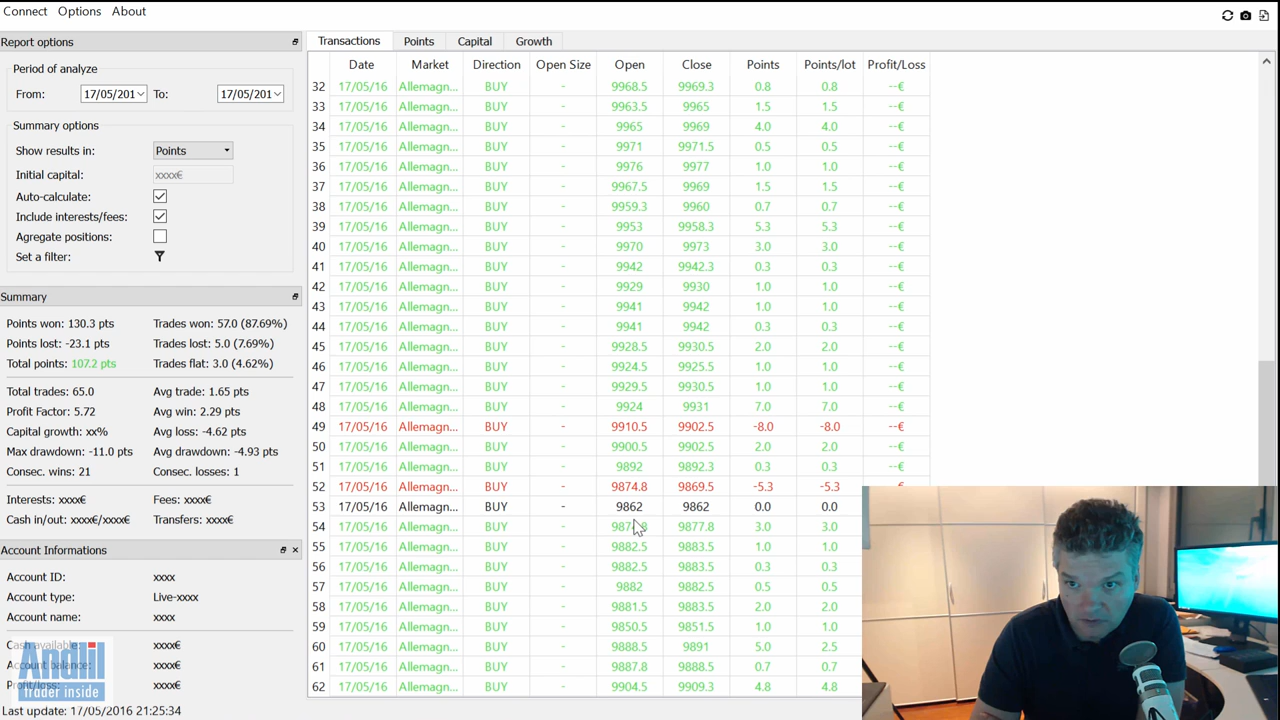 Connect Options About
Report options
Period of analyze
From: 17/05/201 To: 17/05/201
Summary options
Show results in: Points
Initial capital: xxxx€
Auto-calculate:
Include interests/fees:
Agregate positions:
Set a filter:
Summary
Points won: 130.3 pts Trades won: 57.0 (87.69%)
Points lost: -23.1 pts Trades lost: 5.0 (7.69%)
Total points: 107.2 pts Trades flat: 3.0 (4.62%)
Total trades: 65.0 Avg trade: 1.65 pts
Profit Factor: 5.72 Avg win: 2.29 pts
Capital growth: xx% Avg loss: -4.62 pts
Max drawdown: -11.0 pts Avg drawdown: -4.93 pts
Consec. wins: 21 Consec. losses: 1
Interests: xxxx€ Fees: xxxx€
Cash in/out: xxxx€/xxxx€ Transfers: xxxx€
Account Informations
Account ID: xxxx
Account type: Live-xxxx
Account name: xxxx
Cash available: xxxx€
Account balance: xxxx€
Profit/loss: xxxx€
Andlil
trader inside
Last update: 17/05/2016 21:25:34
Transactions Points Capital Growth
Date Market Direction Open Size Open Close Points Points/lot Profit/Loss
32 17/05/16 Allemagn... BUY - 9968.5 9969.3 0.8 0.8 --€
33 17/05/16 Allemagn... BUY - 9963.5 9965 1.5 1.5 --€
34 17/05/16 Allemagn... BUY - 9965 9969 4.0 4.0 --€
35 17/05/16 Allemagn... BUY - 9971 9971.5 0.5 0.5 --€
36 17/05/16 Allemagn... BUY - 9976 9977 1.0 1.0 --€
37 17/05/16 Allemagn... BUY - 9967.5 9969 1.5 1.5 --€
38 17/05/16 Allemagn... BUY - 9959.3 9960 0.7 0.7 --€
39 17/05/16 Allemagn... BUY - 9953 9958.3 5.3 5.3 --€
40 17/05/16 Allemagn... BUY - 9970 9973 3.0 3.0 --€
41 17/05/16 Allemagn... BUY - 9942 9942.3 0.3 0.3 --€
42 17/05/16 Allemagn... BUY - 9929 9930 1.0 1.0 --€
43 17/05/16 Allemagn... BUY - 9941 9942 1.0 1.0 --€
44 17/05/16 Allemagn... BUY - 9941 9942 0.3 0.3 --€
45 17/05/16 Allemagn... BUY - 9928.5 9930.5 2.0 2.0 --€
46 17/05/16 Allemagn... BUY - 9924.5 9925.5 1.0 1.0 --€
47 17/05/16 Allemagn... BUY - 9929.5 9930.5 1.0 1.0 --€
48 17/05/16 Allemagn... BUY - 9924 9931 7.0 7.0 --€
49 17/05/16 Allemagn... BUY - 9910.5 9902.5 -8.0 -8.0 --€
50 17/05/16 Allemagn... BUY - 9900.5 9902.5 2.0 2.0 --€
51 17/05/16 Allemagn... BUY - 9892 9892.3 0.3 0.3 --€
52 17/05/16 Allemagn... BUY - 9874.8 9869.5 -5.3 -5.3
53 17/05/16 Allemagn... BUY - 9862 9862 0.0 0.0
54 17/05/16 Allemagn... BUY - 9877.8 3.0 3.0
55 17/05/16 Allemagn... BUY - 9882.5 9883.5 1.0 1.0
56 17/05/16 Allemagn... BUY - 9882.5 9883.5 0.3 0.3
57 17/05/16 Allemagn... BUY - 9882 9882.5 0.5 0.5
58 17/05/16 Allemagn... BUY - 9881.5 9883.5 2.0 2.0
59 17/05/16 Allemagn... BUY - 9850.5 9851.5 1.0 1.0
60 17/05/16 Allemagn... BUY - 9888.5 9891 5.0 2.5
61 17/05/16 Allemagn... BUY - 9887.8 9888.5 0.7 0.7
62 17/05/16 Allemagn... BUY - 9904.5 9909.3 4.8 4.8